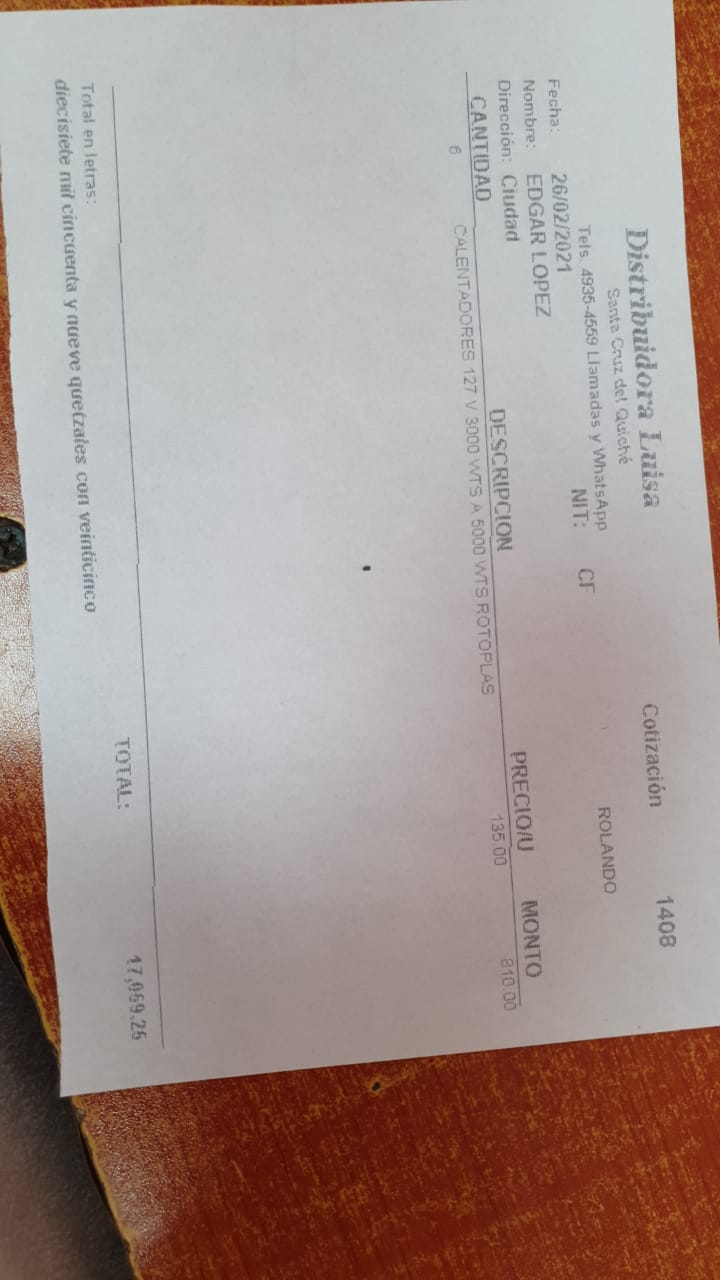 Distribuidora Luisa
Cotización 1408
Santa Cruz del Quiché
Tels. 4935-4559 Llamadas y WhatsApp
NIT: CF
ROLANDO
Fecha: 26/02/2021
Nombre: EDGAR LOPEZ
Dirección: Ciudad
CANTIDAD DESCRIPCION PRECIO/U MONTO
6 CALENTADORES 127 V 3000 WTS A 5000 WTS ROTOPLAS 135.00 810.00
TOTAL: 17,059.25
Total en letras:
diecisiete mil cincuenta y nueve quetzales con veinticinco